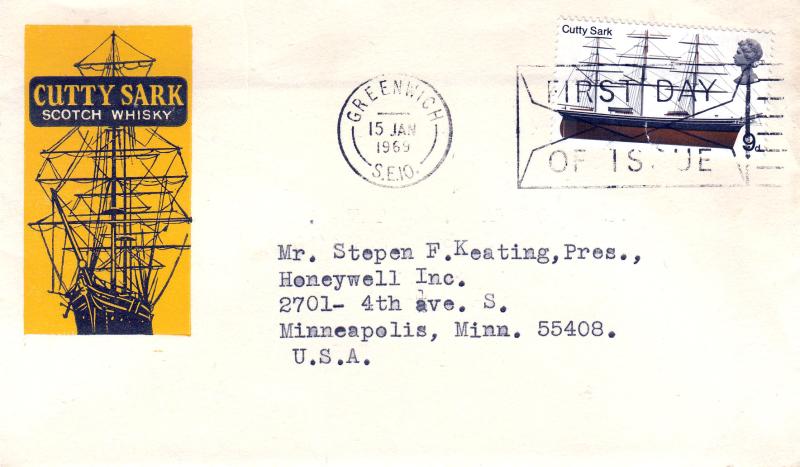 CUTTY SARK
SCOTCH WHISKY
GREENWICH
15 JAN
1969
S.E.10.
Cutty Sark
9d
FIRST DAY
OF ISSUE
Mr. Stepen F.Keating,Pres.,
Honeywell Inc.
2701- 4th ave. S.
Minneapolis, Minn. 55408.
U.S.A.